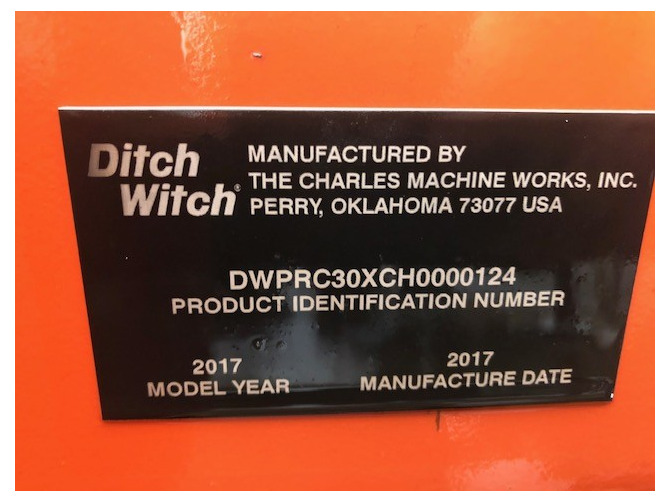 Ditch Witch®
MANUFACTURED BY
THE CHARLES MACHINE WORKS, INC.
PERRY, OKLAHOMA 73077 USA
DWPRC30XCH0000124
PRODUCT IDENTIFICATION NUMBER
2017
MODEL YEAR
2017
MANUFACTURE DATE